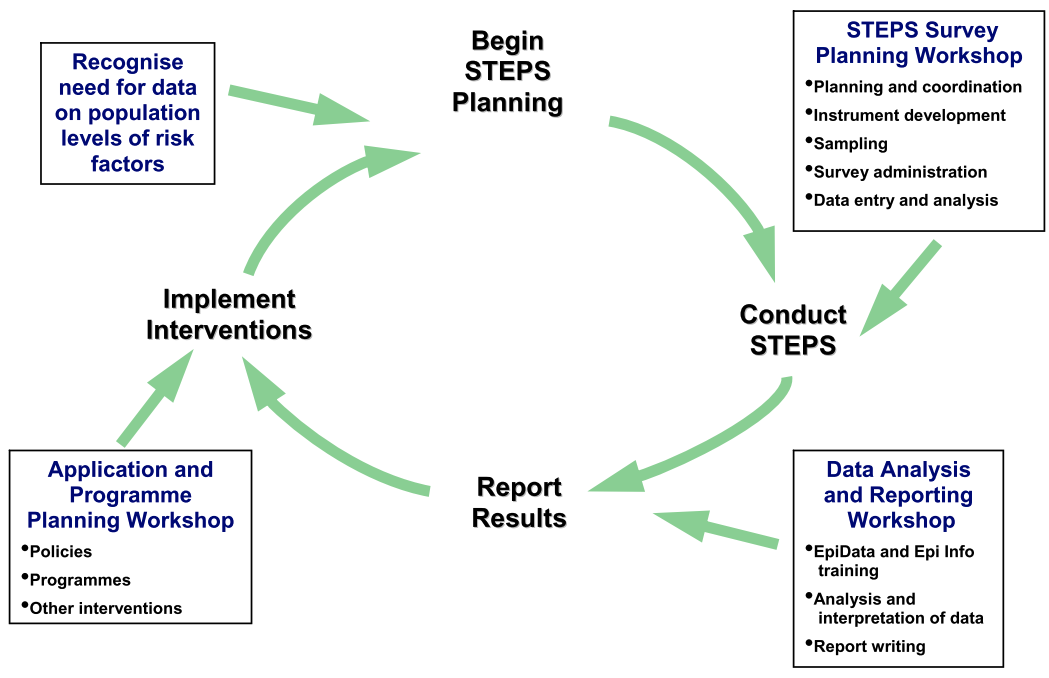 Begin
STEPS
Planning
Recognise
need for data
on population
levels of risk
factors
STEPS Survey
Planning Workshop
•Planning and coordination
•Instrument development
•Sampling
•Survey administration
•Data entry and analysis
Implement
Interventions
Conduct
STEPS
Application and
Programme
Planning Workshop
•Policies
•Programmes
•Other interventions
Report
Results
Data Analysis
and Reporting
Workshop
•EpiData and Epi Info
training
•Analysis and
interpretation of data
•Report writing